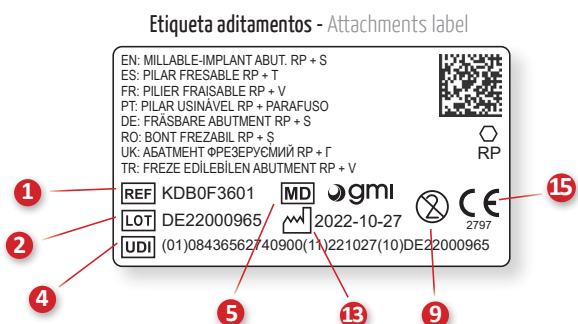 Etiqueta aditamentos - Attachments label
EN: MILLABLE-IMPLANT ABUT. RP + S
ES: PILAR FRESABLE RP + T
FR: PILIER FRAISABLE RP + V
PT: PILAR USINÁVEL RP + PARAFUSO
DE: FRÄSBARE ABUTMENT RP + S
RO: BONT FREZABIL RP + Ș
UK: АБАТМЕНТ ФРЕЗЕРУЄМИЙ RP + Г
TR: FREZE EDİLEBİLEN ABUTMENT RP + V
RP
1 REF KDB0F3601 MD gmi 15
2 LOT DE22000965 2022-10-27 2 CE 2797
4 UDI (01)08436562740900(11)221027(10)DE22000965
5 13 9